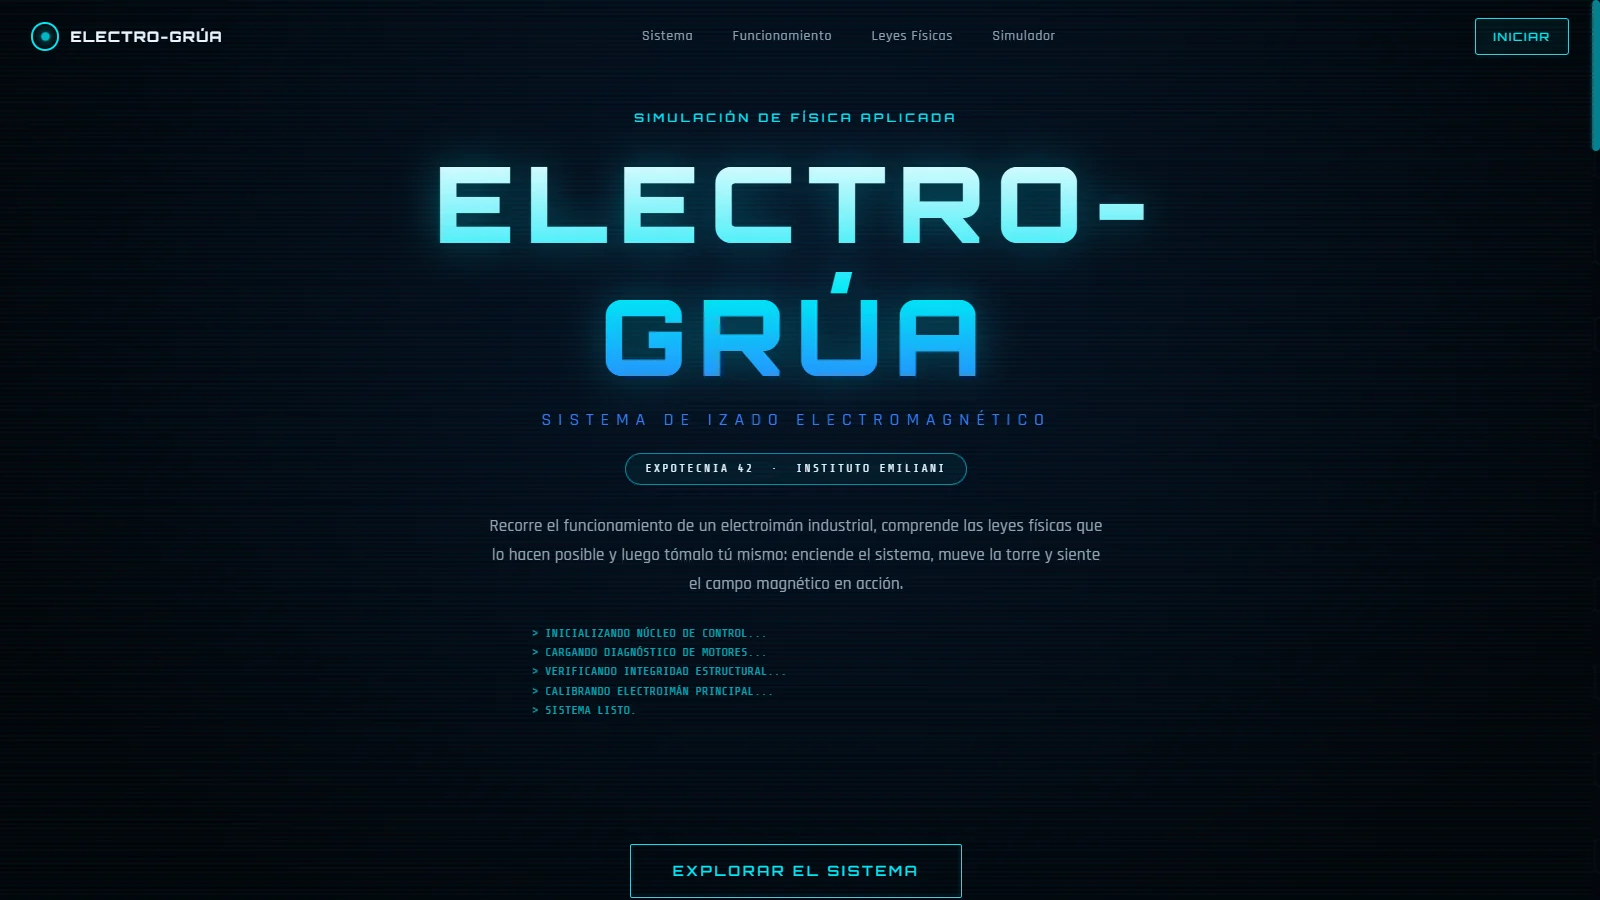 ELECTRO-GRÚA
Sistema
Funcionamiento
Leyes Físicas
Simulador
INICIAR
SIMULACIÓN DE FÍSICA APLICADA
ELECTRO-
GRÚA
SISTEMA DE IZADO ELECTROMAGNÉTICO
EXPOTECNIA 42 · INSTITUTO EMILIANI
Recorre el funcionamiento de un electroimán industrial, comprende las leyes físicas que
lo hacen posible y luego tómalo tú mismo: enciende el sistema, mueve la torre y siente
el campo magnético en acción.
> INICIALIZANDO NÚCLEO DE CONTROL...
> CARGANDO DIAGNÓSTICO DE MOTORES...
> VERIFICANDO INTEGRIDAD ESTRUCTURAL...
> CALIBRANDO ELECTROIMÁN PRINCIPAL...
> SISTEMA LISTO.
EXPLORAR EL SISTEMA